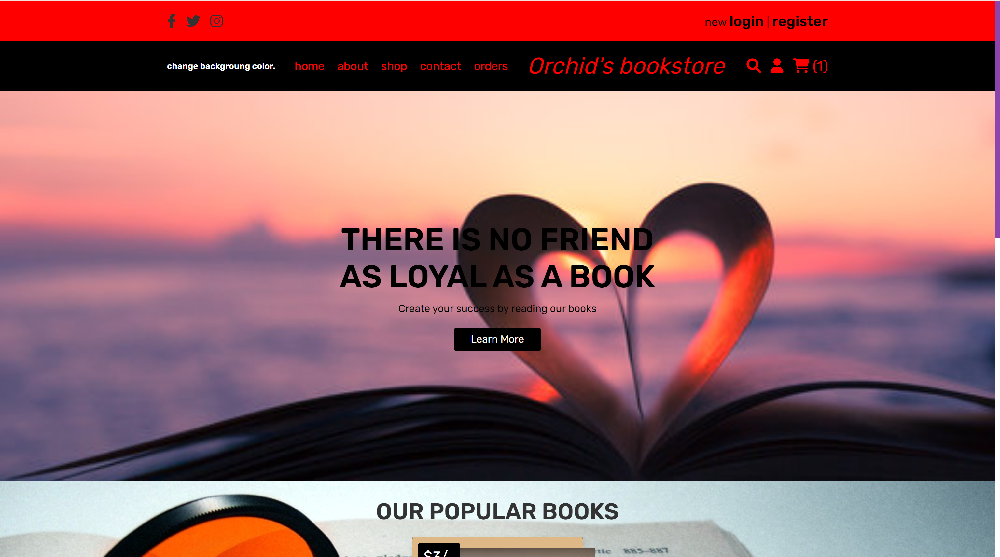 new login | register
change backgroung color.
home about shop contact orders
Orchid's bookstore
(1)
THERE IS NO FRIEND
AS LOYAL AS A BOOK
Create your success by reading our books
Learn More
OUR POPULAR BOOKS
$3/-
885–887